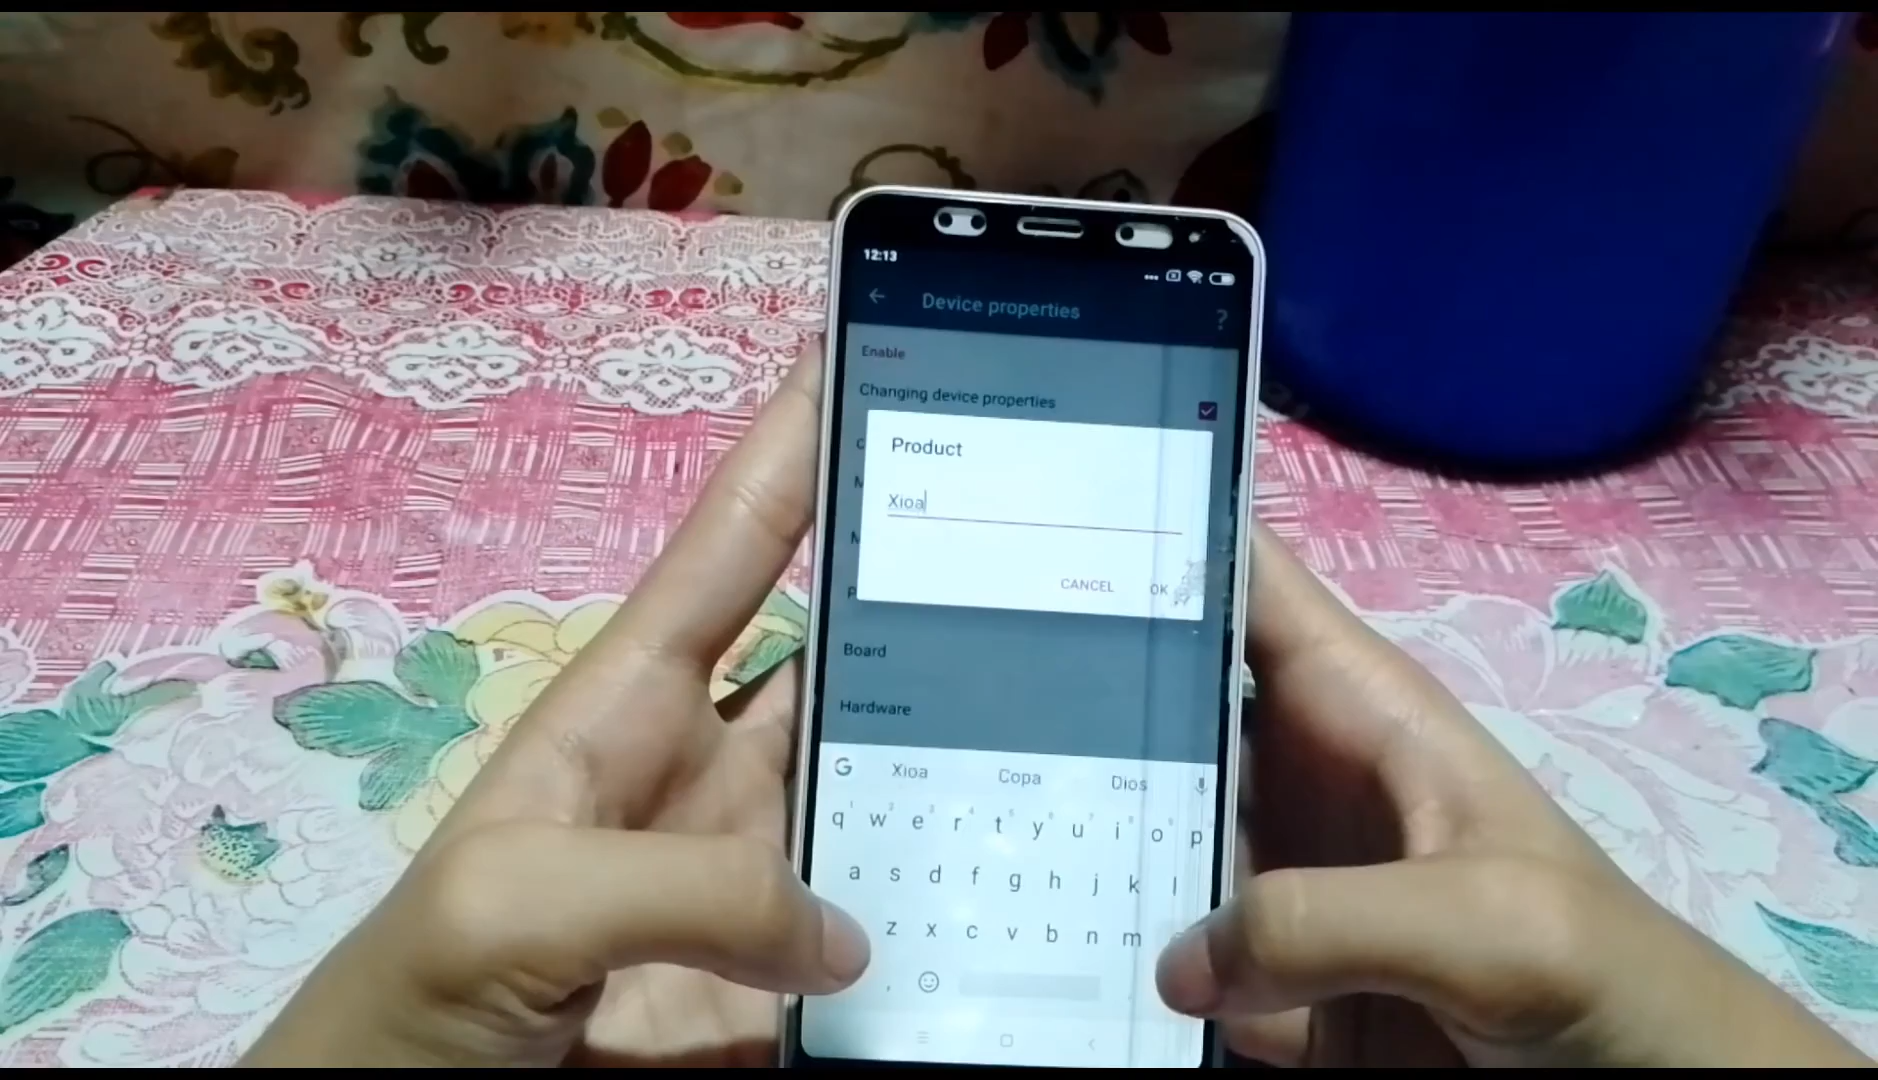 12:13
Device properties
?
Enable
Changing device properties
Product
Xioa
CANCEL OK
Board
Hardware
G Xioa Copa Dios
q w e r t y u i o p
a s d f g h j k l
z x c v b n m
,